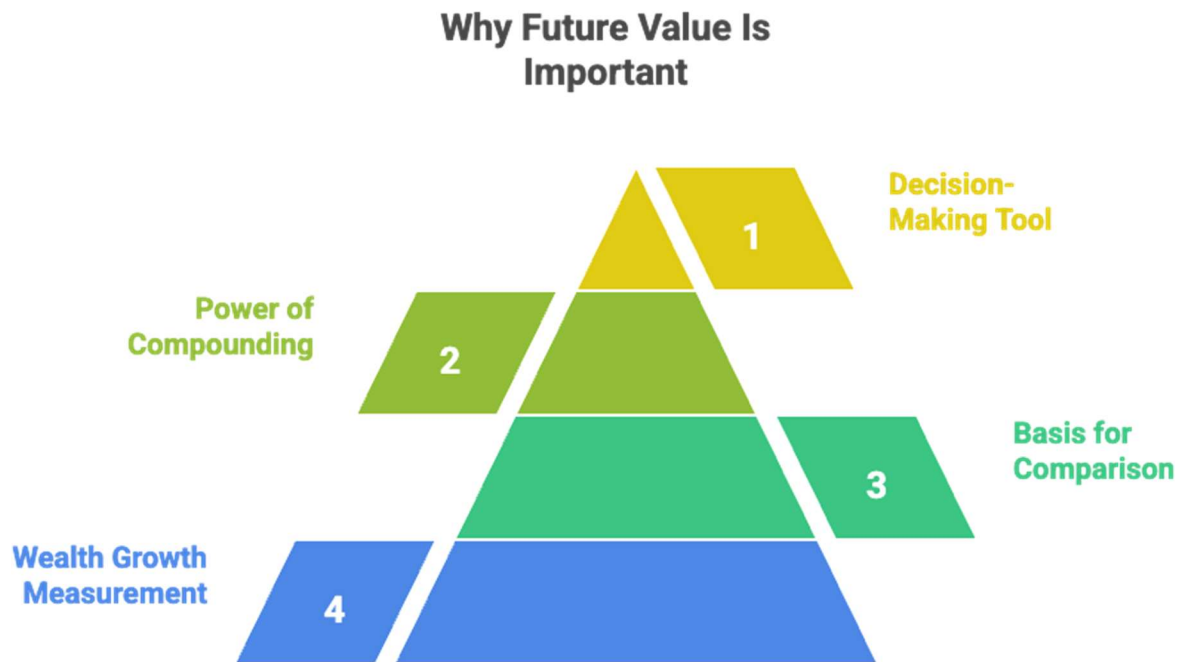 Why Future Value Is
Important
1
Decision-
Making Tool
Power of
Compounding
2
3
Basis for
Comparison
Wealth Growth
Measurement
4